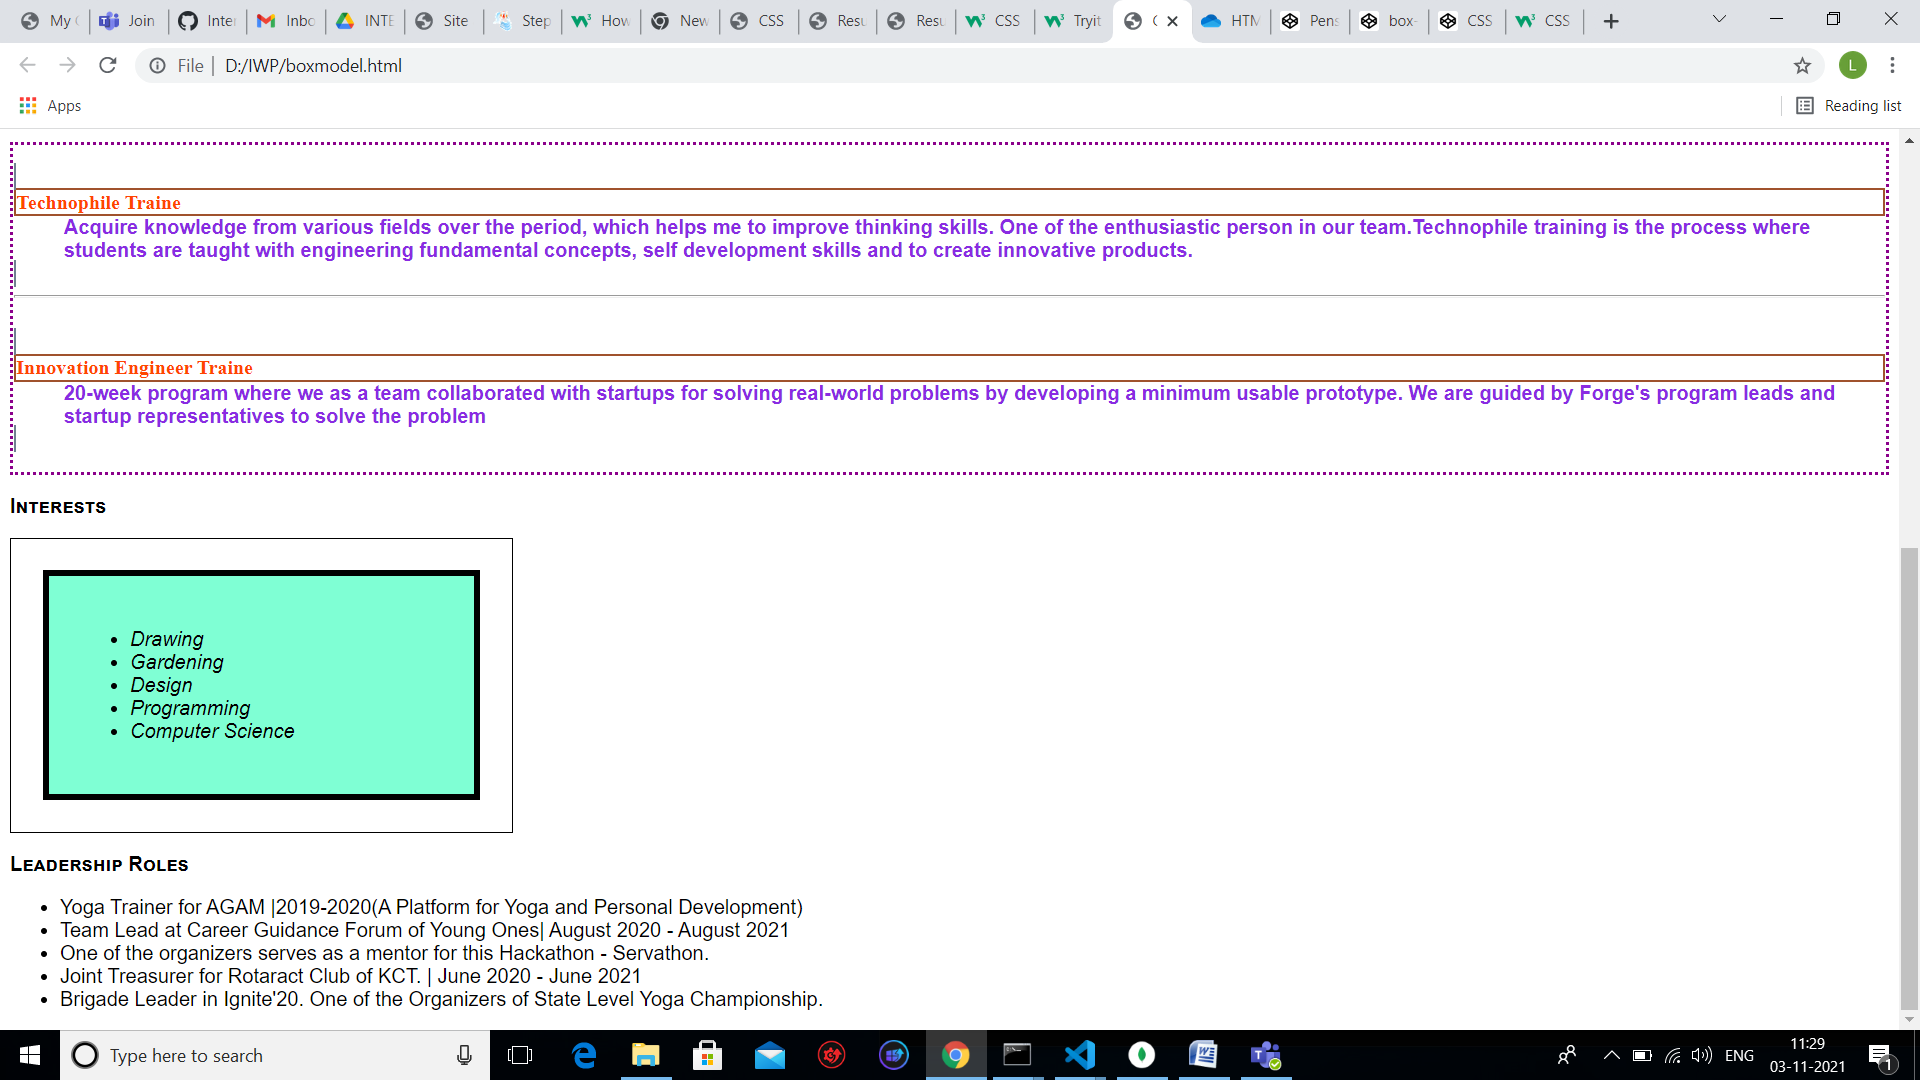 My
Join
Inte
Inbo
INTE
Site
Step
How
New
CSS
Resu
Resu
CSS
Tryit
HTM
Pens
box-
CSS
CSS
File
D:/IWP/boxmodel.html
L
Apps
Reading list
Technophile Traine
Acquire knowledge from various fields over the period, which helps me to improve thinking skills. One of the enthusiastic person in our team.Technophile training is the process where
students are taught with engineering fundamental concepts, self development skills and to create innovative products.
Innovation Engineer Traine
20-week program where we as a team collaborated with startups for solving real-world problems by developing a minimum usable prototype. We are guided by Forge's program leads and
startup representatives to solve the problem
Interests
• Drawing
• Gardening
• Design
• Programming
• Computer Science
Leadership Roles
• Yoga Trainer for AGAM |2019-2020(A Platform for Yoga and Personal Development)
• Team Lead at Career Guidance Forum of Young Ones| August 2020 - August 2021
• One of the organizers serves as a mentor for this Hackathon - Servathon.
• Joint Treasurer for Rotaract Club of KCT. | June 2020 - June 2021
• Brigade Leader in Ignite'20. One of the Organizers of State Level Yoga Championship.
Type here to search
ENG
11:29
03-11-2021
1